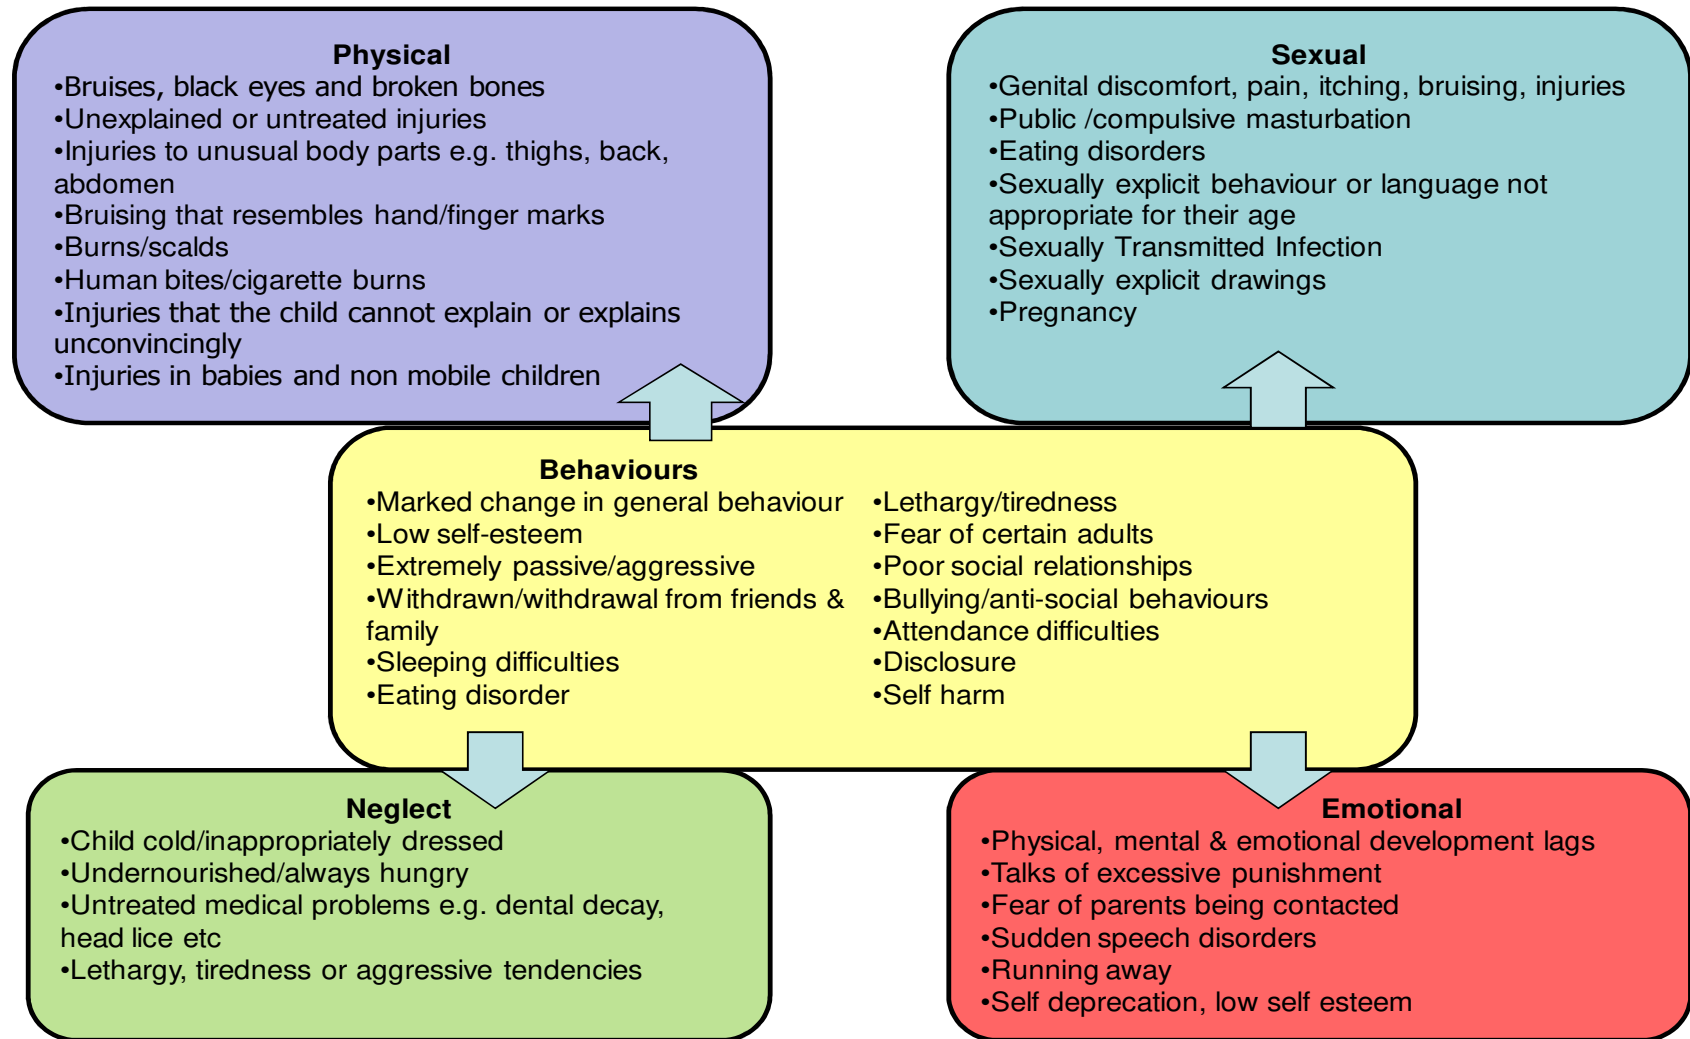 Physical
•Bruises, black eyes and broken bones
•Unexplained or untreated injuries
•Injuries to unusual body parts e.g. thighs, back,
abdomen
•Bruising that resembles hand/finger marks
•Burns/scalds
•Human bites/cigarette burns
•Injuries that the child cannot explain or explains
unconvincingly
•Injuries in babies and non mobile children
Sexual
•Genital discomfort, pain, itching, bruising, injuries
•Public /compulsive masturbation
•Eating disorders
•Sexually explicit behaviour or language not
appropriate for their age
•Sexually Transmitted Infection
•Sexually explicit drawings
•Pregnancy
Behaviours
•Marked change in general behaviour
•Low self-esteem
•Extremely passive/aggressive
•Withdrawn/withdrawal from friends &
family
•Sleeping difficulties
•Eating disorder
•Lethargy/tiredness
•Fear of certain adults
•Poor social relationships
•Bullying/anti-social behaviours
•Attendance difficulties
•Disclosure
•Self harm
Neglect
•Child cold/inappropriately dressed
•Undernourished/always hungry
•Untreated medical problems e.g. dental decay,
head lice etc
•Lethargy, tiredness or aggressive tendencies
Emotional
•Physical, mental & emotional development lags
•Talks of excessive punishment
•Fear of parents being contacted
•Sudden speech disorders
•Running away
•Self deprecation, low self esteem